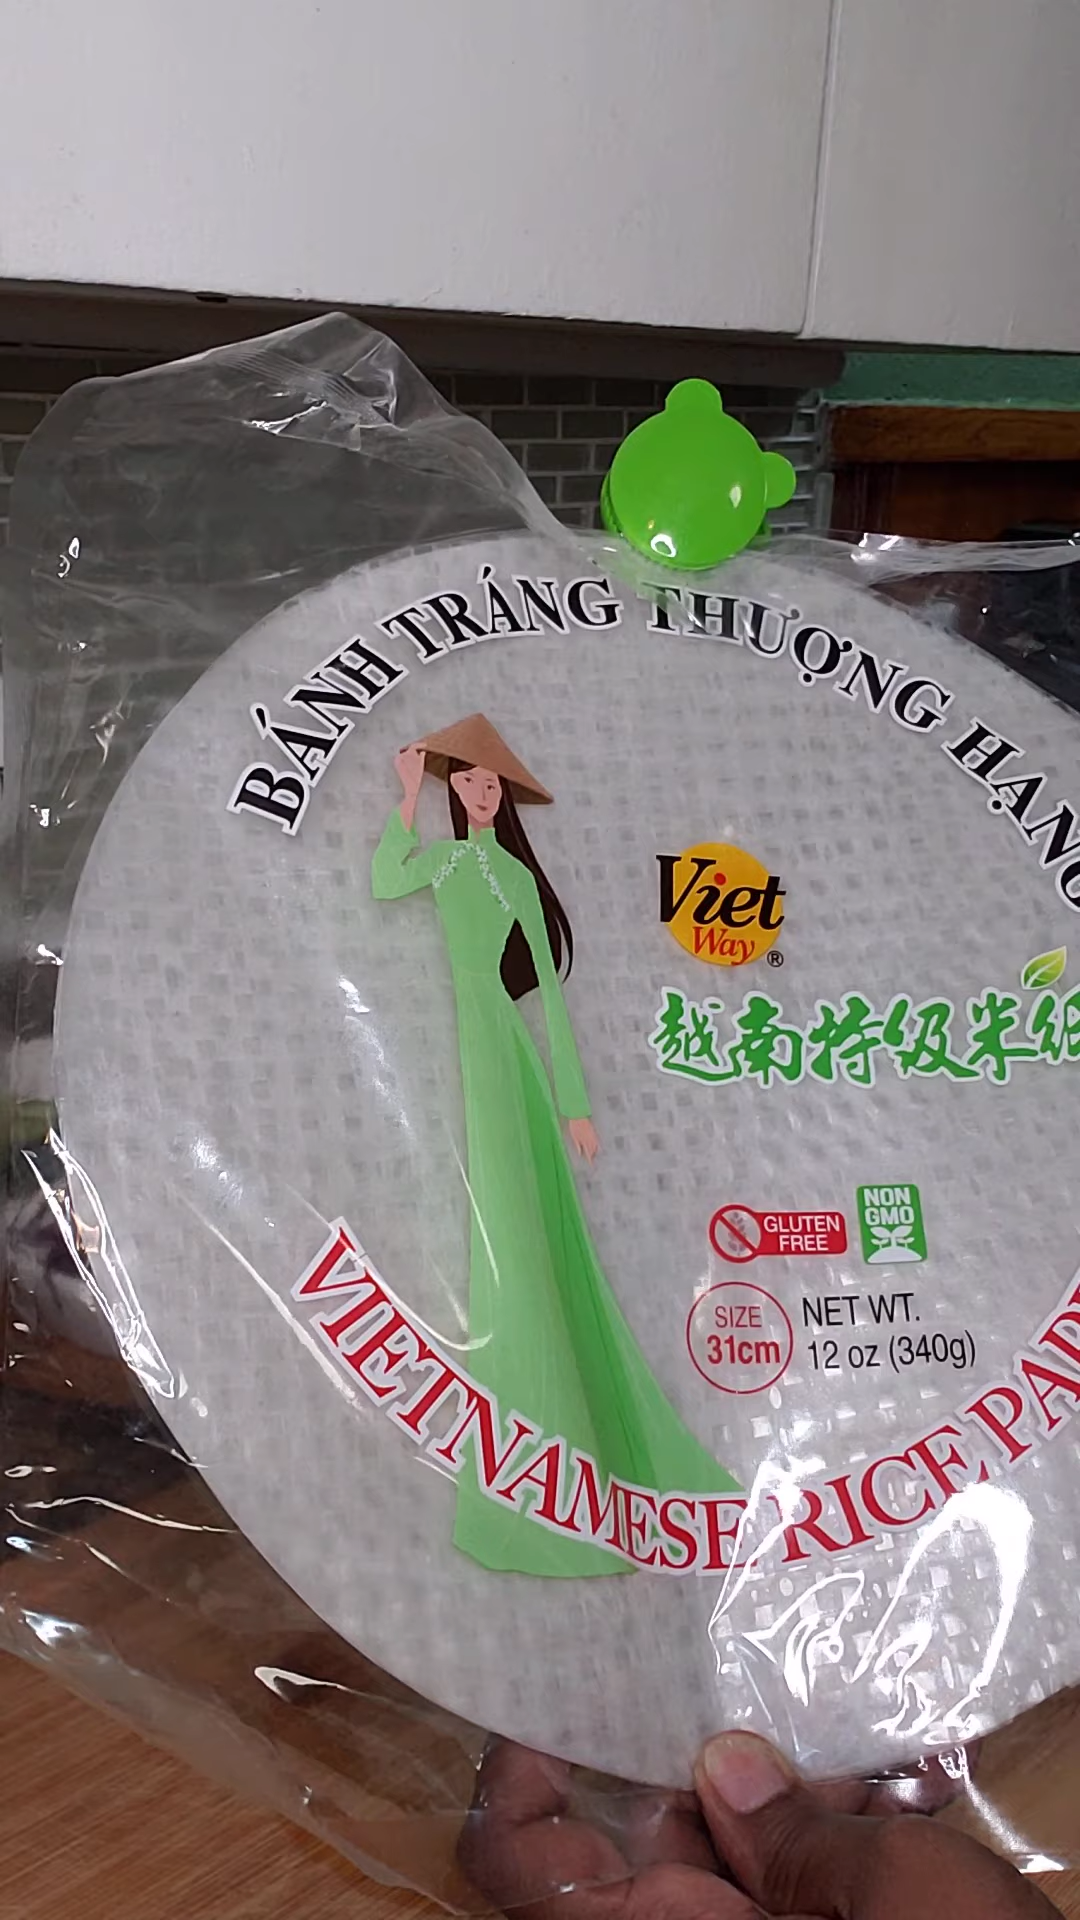 BÁNH TRÁNG THƯỢNG HẠNG
Viet
Way ®
越南特级米纸
GLUTEN
FREE
NON
GMO
SIZE
31cm
NET WT.
12 oz (340g)
VIETNAMESE RICE PAP